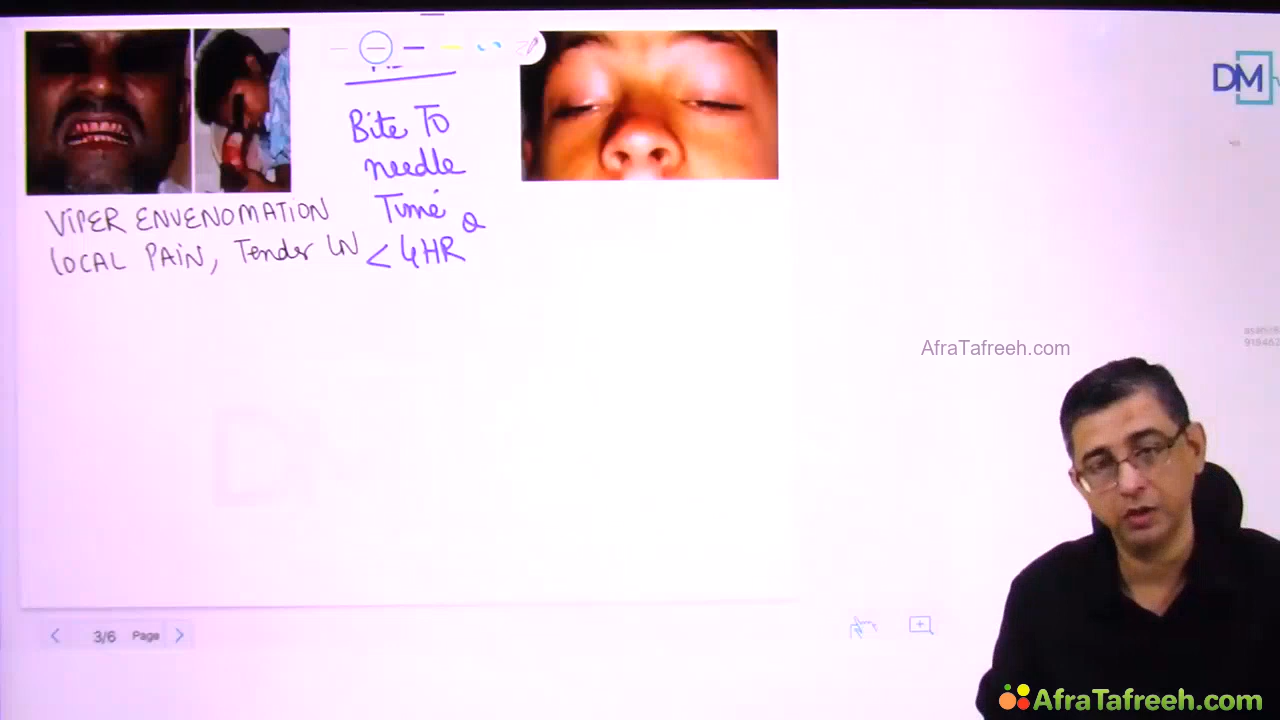 Bite To
needle
Time
< 4HR
VIPER ENVENOMATION
LOCAL PAIN, Tender LN
DM
AfraTafreeh.com
3/6 Page
AfraTafreeh.com